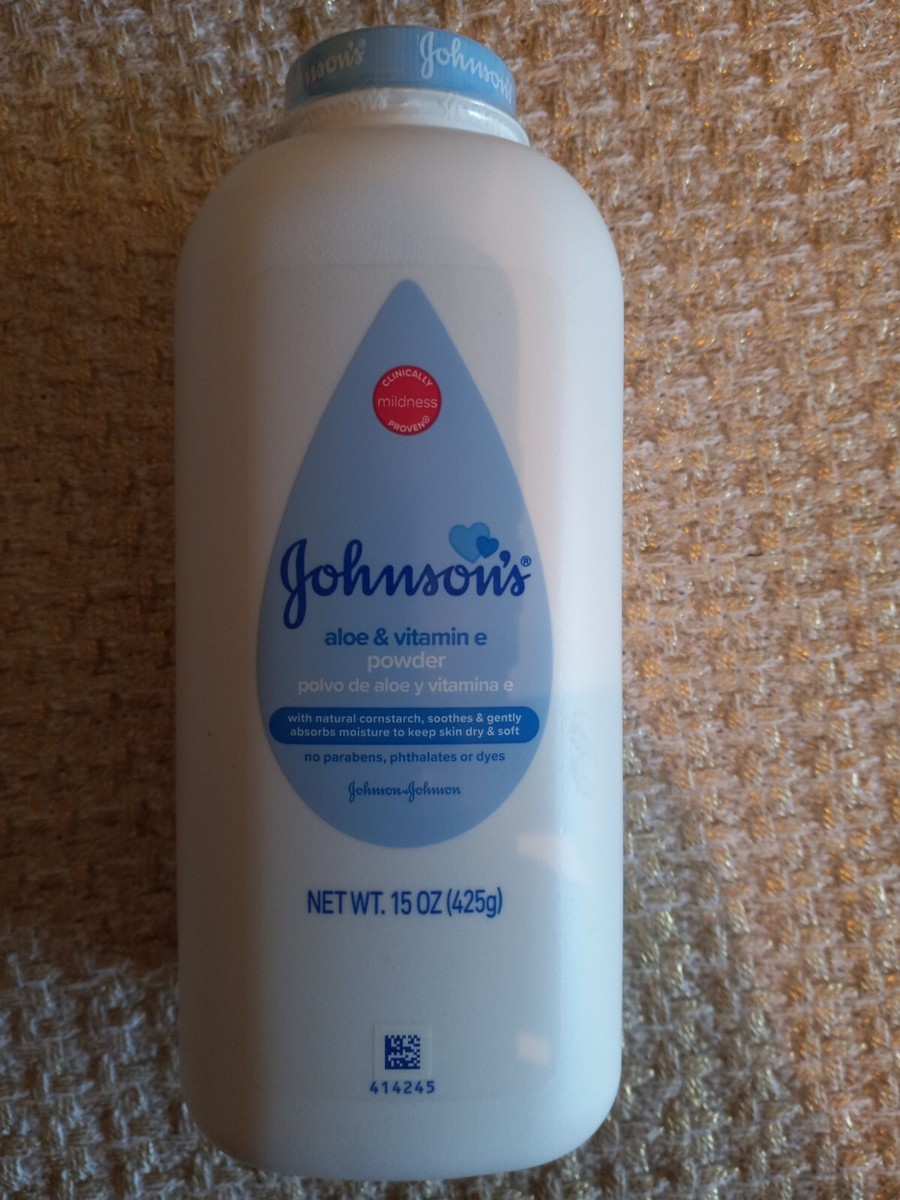 Johnson's
CLINICALLY
mildness
PROVEN®
Johnson's®
aloe & vitamin e
powder
polvo de aloe y vitamina e
with natural cornstarch, soothes & gently
absorbs moisture to keep skin dry & soft
no parabens, phthalates or dyes
Johnson+Johnson
NET WT. 15 OZ (425g)
414245